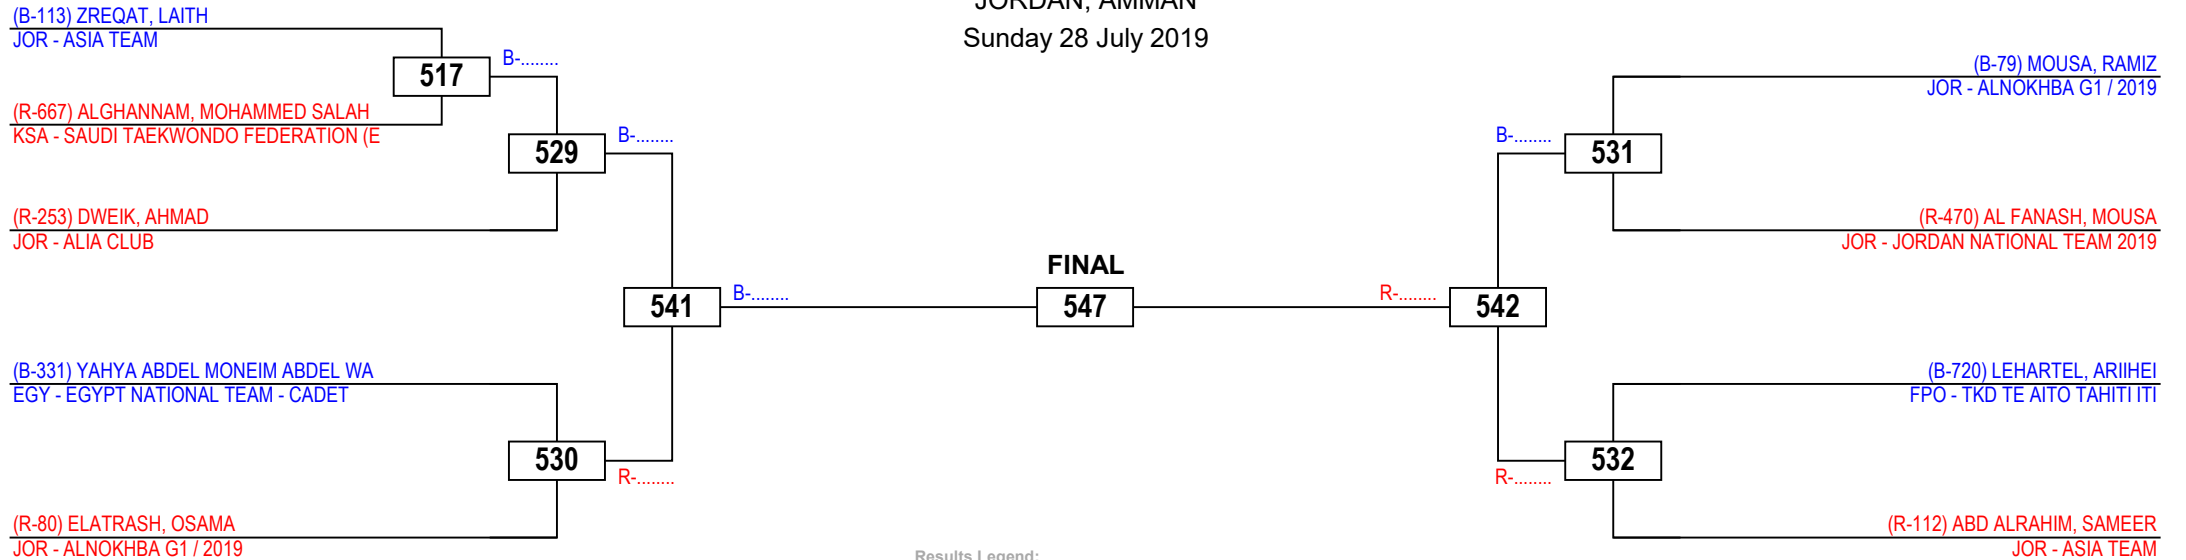 JORDAN, AMMAN
Sunday 28 July 2019
(B-113) ZREQAT, LAITH
JOR - ASIA TEAM
517
B-........
(R-667) ALGHANNAM, MOHAMMED SALAH
KSA - SAUDI TAEKWONDO FEDERATION (E
529
B-........
(R-253) DWEIK, AHMAD
JOR - ALIA CLUB
541
B-........
(B-331) YAHYA ABDEL MONEIM ABDEL WA
EGY - EGYPT NATIONAL TEAM - CADET
530
R-........
(R-80) ELATRASH, OSAMA
JOR - ALNOKHBA G1 / 2019
FINAL
547
(B-79) MOUSA, RAMIZ
JOR - ALNOKHBA G1 / 2019
B-........
531
(R-470) AL FANASH, MOUSA
JOR - JORDAN NATIONAL TEAM 2019
R-........
542
(B-720) LEHARTEL, ARIIHEI
FPO - TKD TE AITO TAHITI ITI
R-........
532
(R-112) ABD ALRAHIM, SAMEER
JOR - ASIA TEAM
Results Legend: